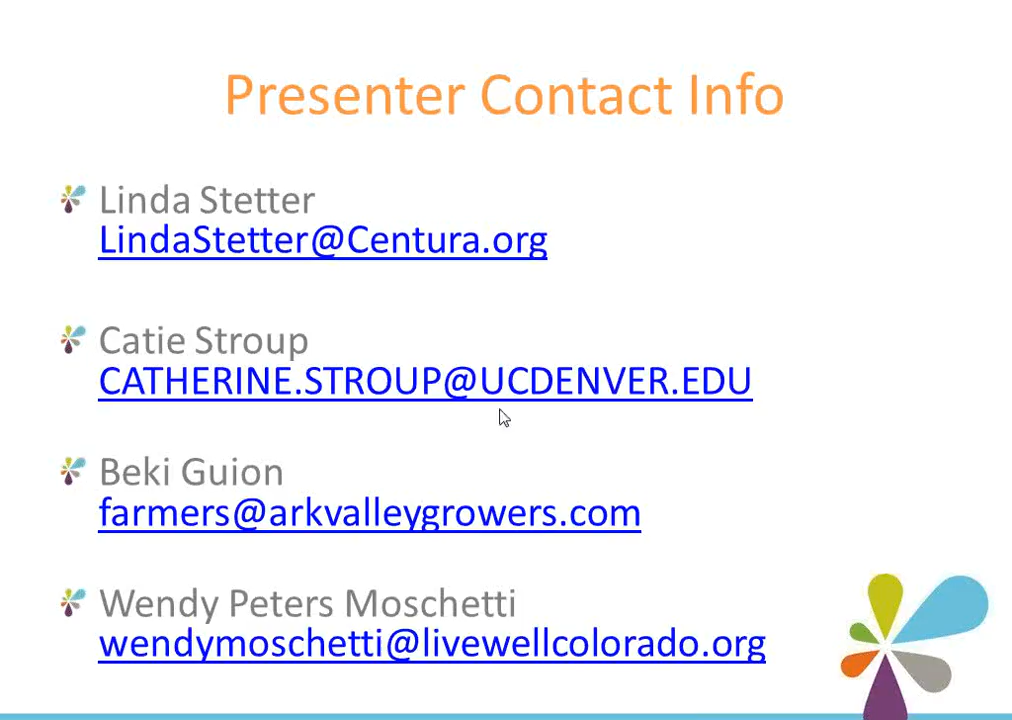 Presenter Contact Info
Linda Stetter
LindaStetter@Centura.org
Catie Stroup
CATHERINE.STROUP@UCDENVER.EDU
Beki Guion
farmers@arkvalleygrowers.com
Wendy Peters Moschetti
wendymoschetti@livewellcolorado.org